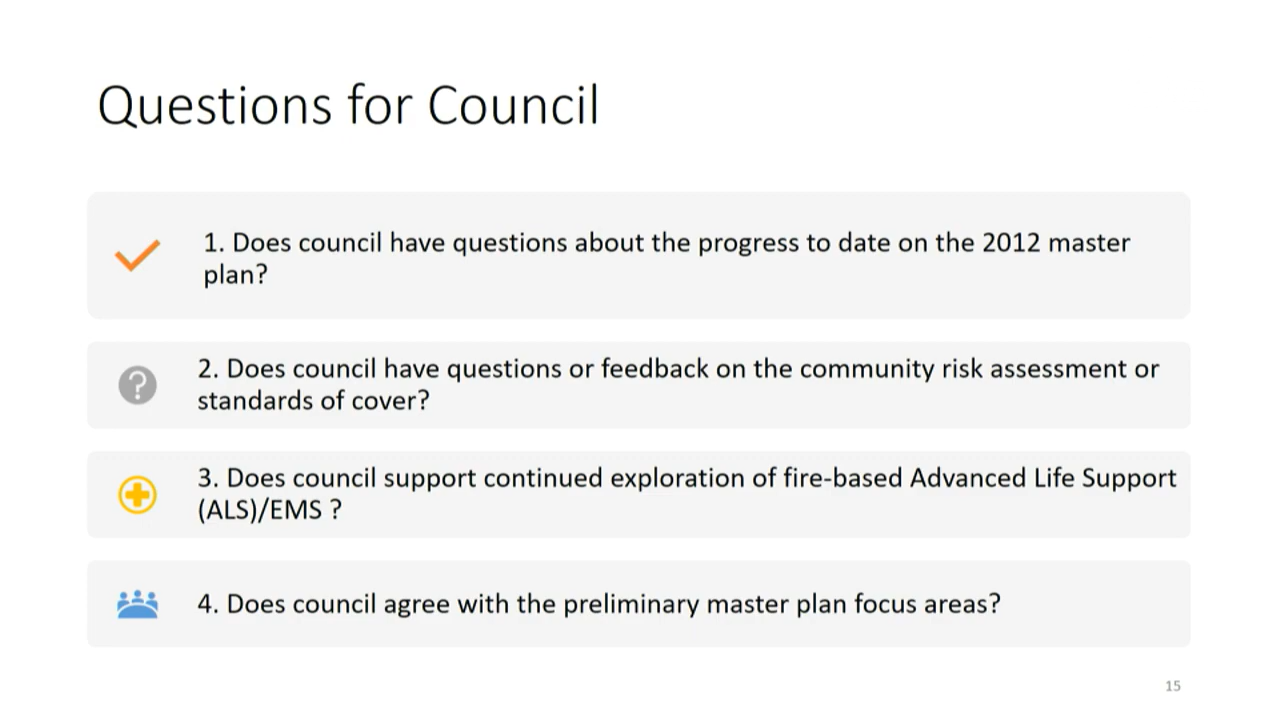 Questions for Council
1. Does council have questions about the progress to date on the 2012 master
plan?
2. Does council have questions or feedback on the community risk assessment or
standards of cover?
3. Does council support continued exploration of fire-based Advanced Life Support
(ALS)/EMS ?
4. Does council agree with the preliminary master plan focus areas?
15